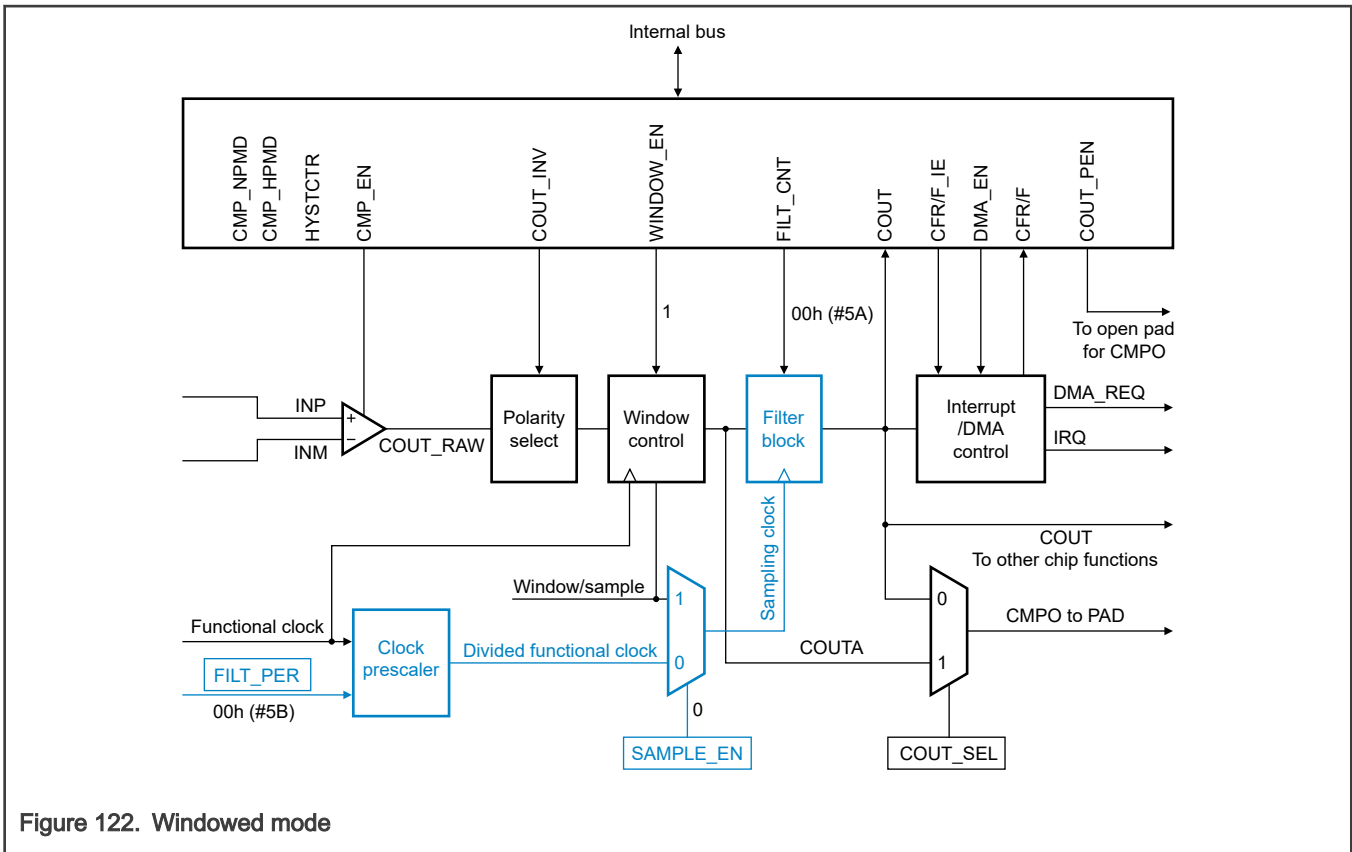 Internal bus
CMP_NPMD
CMP_HPMD
HYSTCTR
CMP_EN
COUT_INV
WINDOW_EN
FILT_CNT
COUT
CFR/F_IE
DMA_EN
CFR/F
COUT_PEN
1
00h (#5A)
To open pad
for CMPO
INP
+
−
INM
COUT_RAW
Polarity
select
Window
control
Filter
block
Interrupt
/DMA
control
DMA_REQ
IRQ
Sampling clock
COUT
To other chip functions
Window/sample
1
0
Functional clock
Clock
prescaler
Divided functional clock
0
FILT_PER
00h (#5B)
SAMPLE_EN
COUTA
0
1
CMPO to PAD
COUT_SEL
Figure 122. Windowed mode